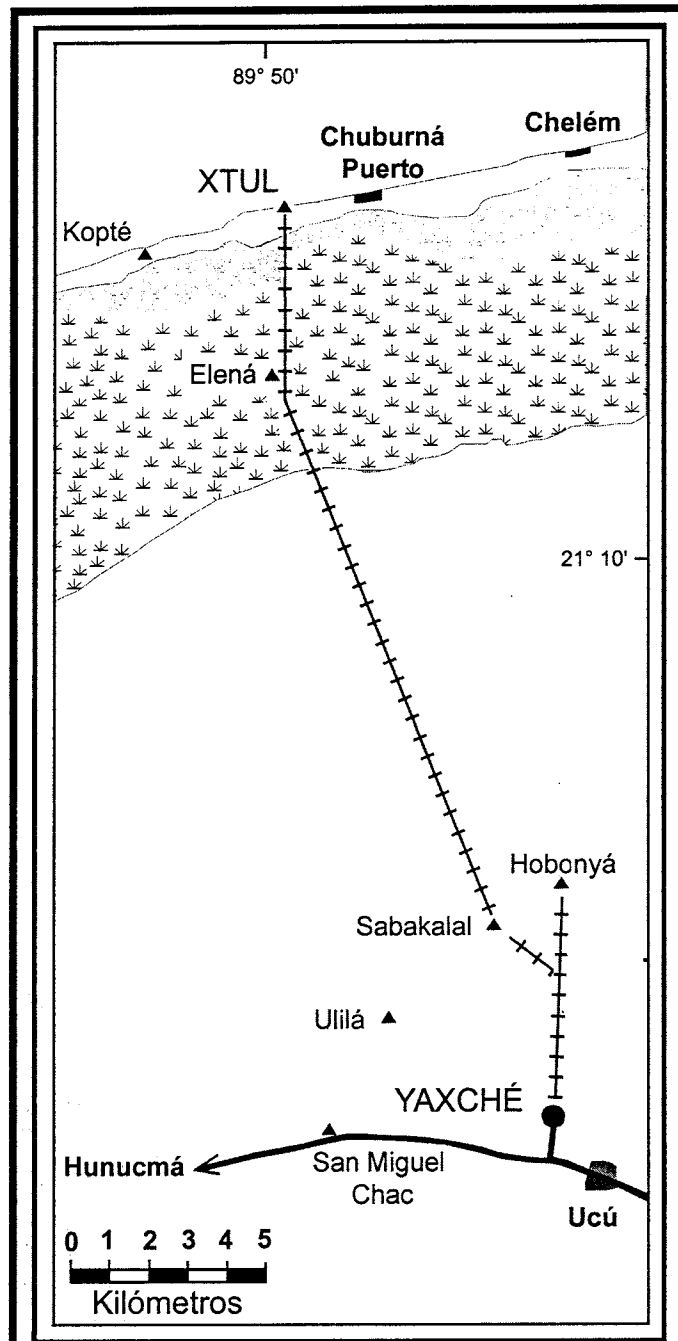 89° 50'
Chelém
Chuburná
Puerto
XTUL
Kopté
Elená
21° 10'
Hobonyá
Sabakalal
Ulilá
YAXCHÉ
San Miguel
Chac
Hunucmá
Ucú
0 1 2 3 4 5
Kilómetros